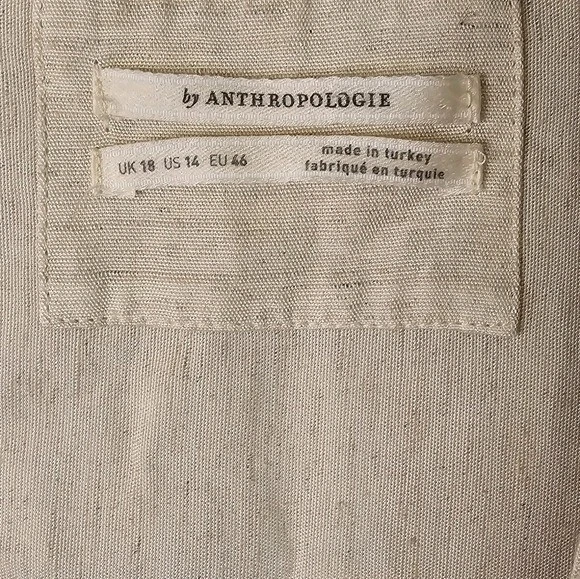 by ANTHROPOLOGIE
UK 18 US 14 EU 46
made in turkey
fabriqué en turquie